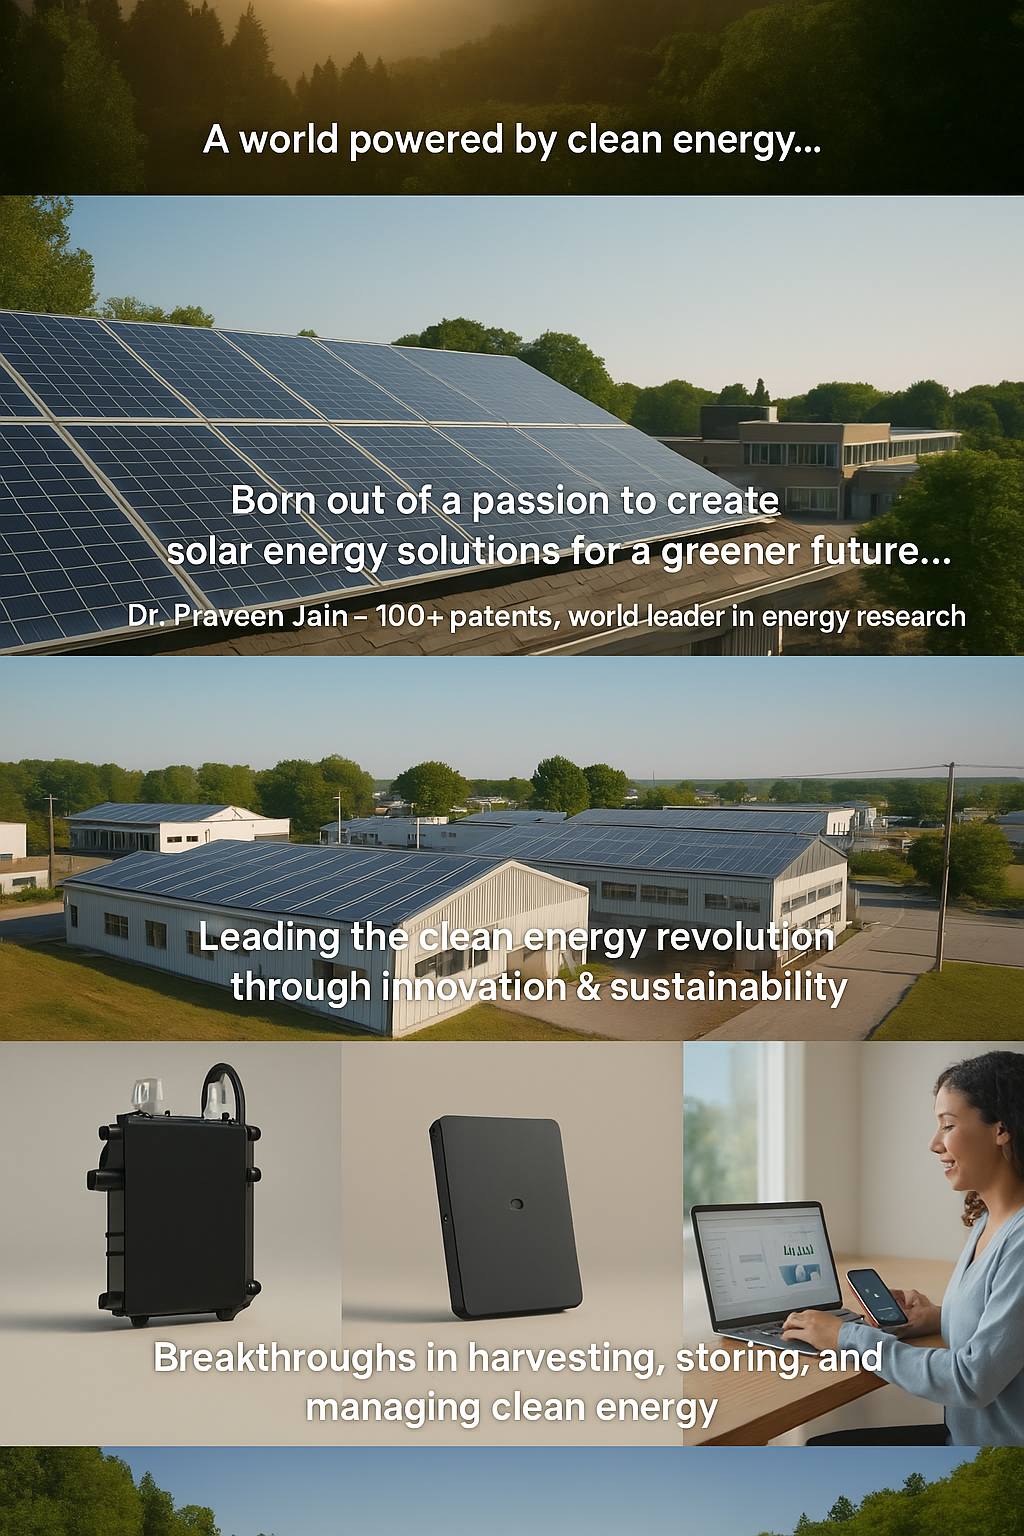 A world powered by clean energy...
Born out of a passion to create
solar energy solutions for a greener future...
Dr. Praveen Jain – 100+ patents, world leader in energy research
Leading the clean energy revolution
through innovation & sustainability
Breakthroughs in harvesting, storing, and
managing clean energy